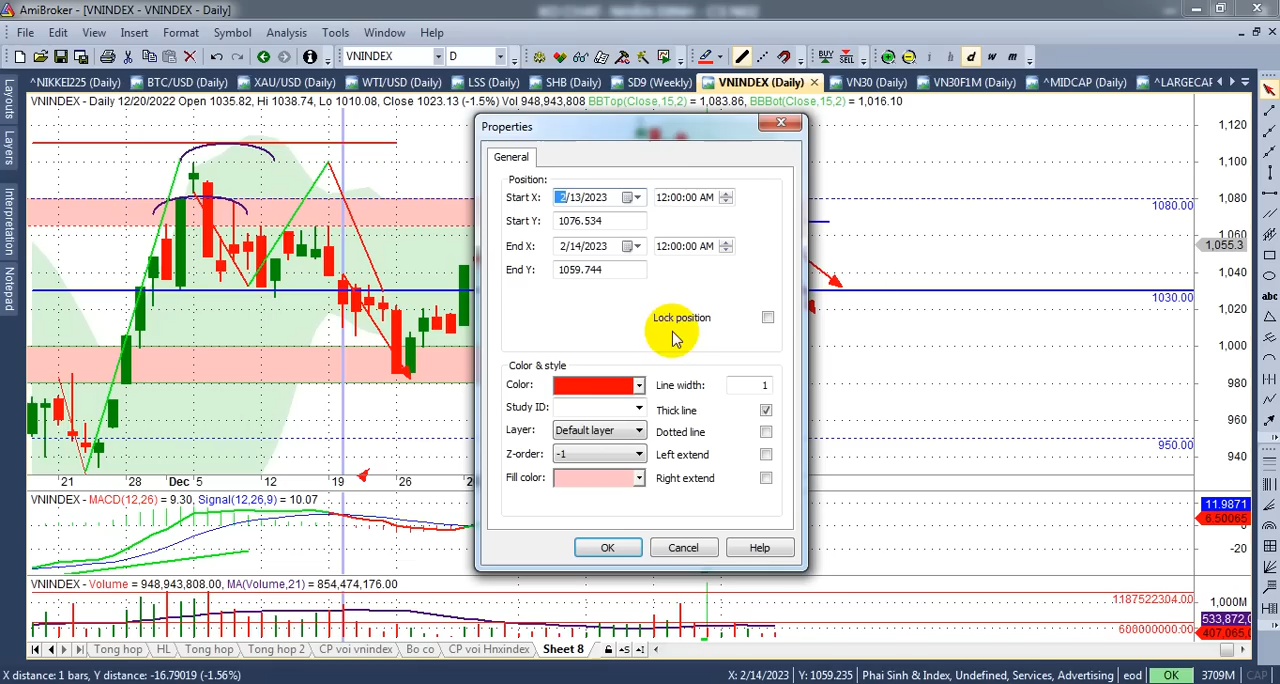 AmiBroker - [VNINDEX - Daily]
File Edit View Insert Format Symbol Analysis Tools Window Help
VNINDEX D BUY SELL i h d w m
^NIKKEI225 (Daily) BTC/USD (Daily) XAU/USD (Daily) WTI/USD (Daily) LSS (Daily) SHB (Daily) SD9 (Weekly) VNINDEX (Daily) VN30 (Daily) VN30F1M (Daily) ^MIDCAP (Daily) ^LARGECAR
VNINDEX - Daily 12/20/2022 Open 1035.82, Hi 1038.74, Lo 1010.08, Close 1023.13 (-1.5%) Vol 948,943,808 BBTop(Close,15,2) = 1,083.86, BBBot(Close,15,2) = 1,016.10
Layouts
Layers
Interpretation
Notepad
Properties
General
Position:
Start X: 2/13/2023 12:00:00 AM
Start Y: 1076.534
End X: 2/14/2023 12:00:00 AM
End Y: 1059.744
Lock position
Color & style
Color: Line width: 1
Study ID: Thick line
Layer: Default layer Dotted line
Z-order: -1 Left extend
Fill color: Right extend
OK Cancel Help
1,120
1,100
1,080
1080.00
1,060
1,055.3
1,040
1030.00
1,020
1,000
980
960
950.00
940
abc
21 28 Dec 5 12 19 26
MACD(12,26) = 9.30, Signal(12,26,9) = 10.07
11.9871
6.50065
0
-20
VNINDEX - Volume = 948,943,808.00, MA(Volume,21) = 854,474,176.00
1187522304.00
1,000M
533,872,0
600000000.00
407,065,0
Tong hop HL Tong hop Tong hop 2 CP voi vnindex Bo co CP voi Hnxindex Sheet 8
X distance: 1 bars, Y distance: -16.79019 (-1.56%) X: 2/14/2023 Y: 1059.235 Phai Sinh & Index, Undefined, Services, Advertising eod OK 3709M CAP